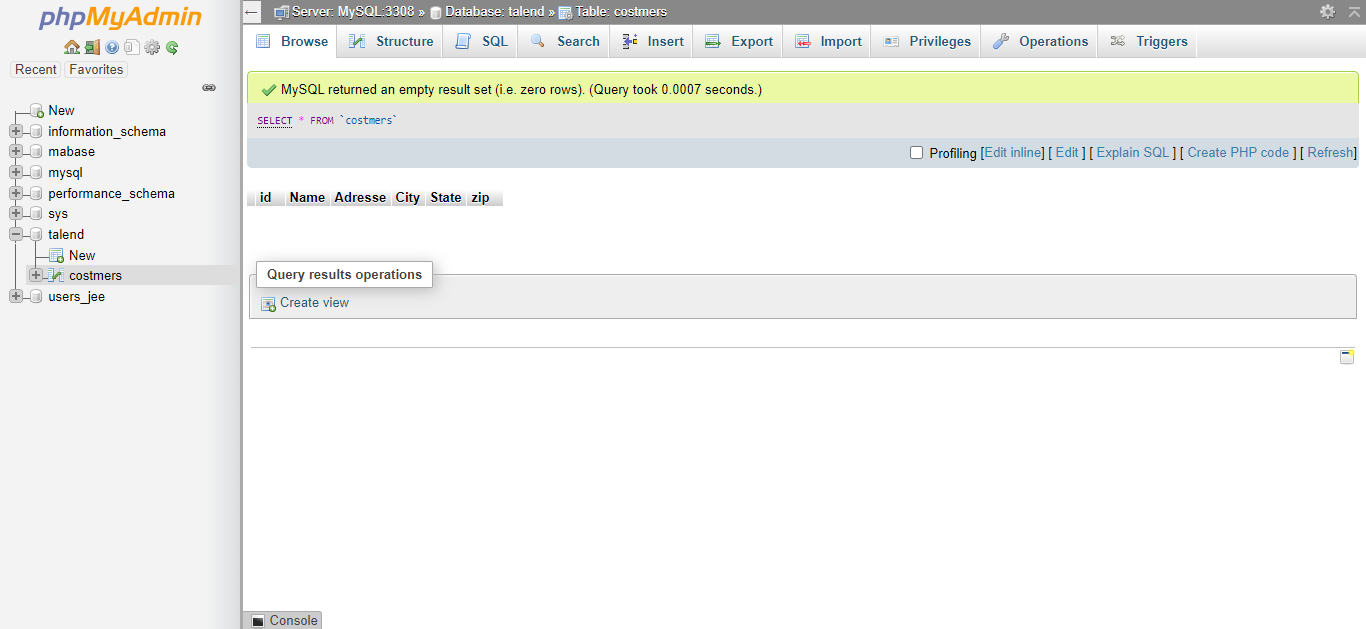 phpMyAdmin
Recent Favorites
New
information_schema
mabase
mysql
performance_schema
sys
talend
New
costmers
users_jee
Server: MySQL:3308 » Database: talend » Table: costmers
Browse Structure SQL Search Insert Export Import Privileges Operations Triggers
MySQL returned an empty result set (i.e. zero rows). (Query took 0.0007 seconds.)
SELECT * FROM `costmers`
Profiling [Edit inline] [ Edit ] [ Explain SQL ] [ Create PHP code ] [ Refresh]
id Name Adresse City State zip
Query results operations
Create view
Console